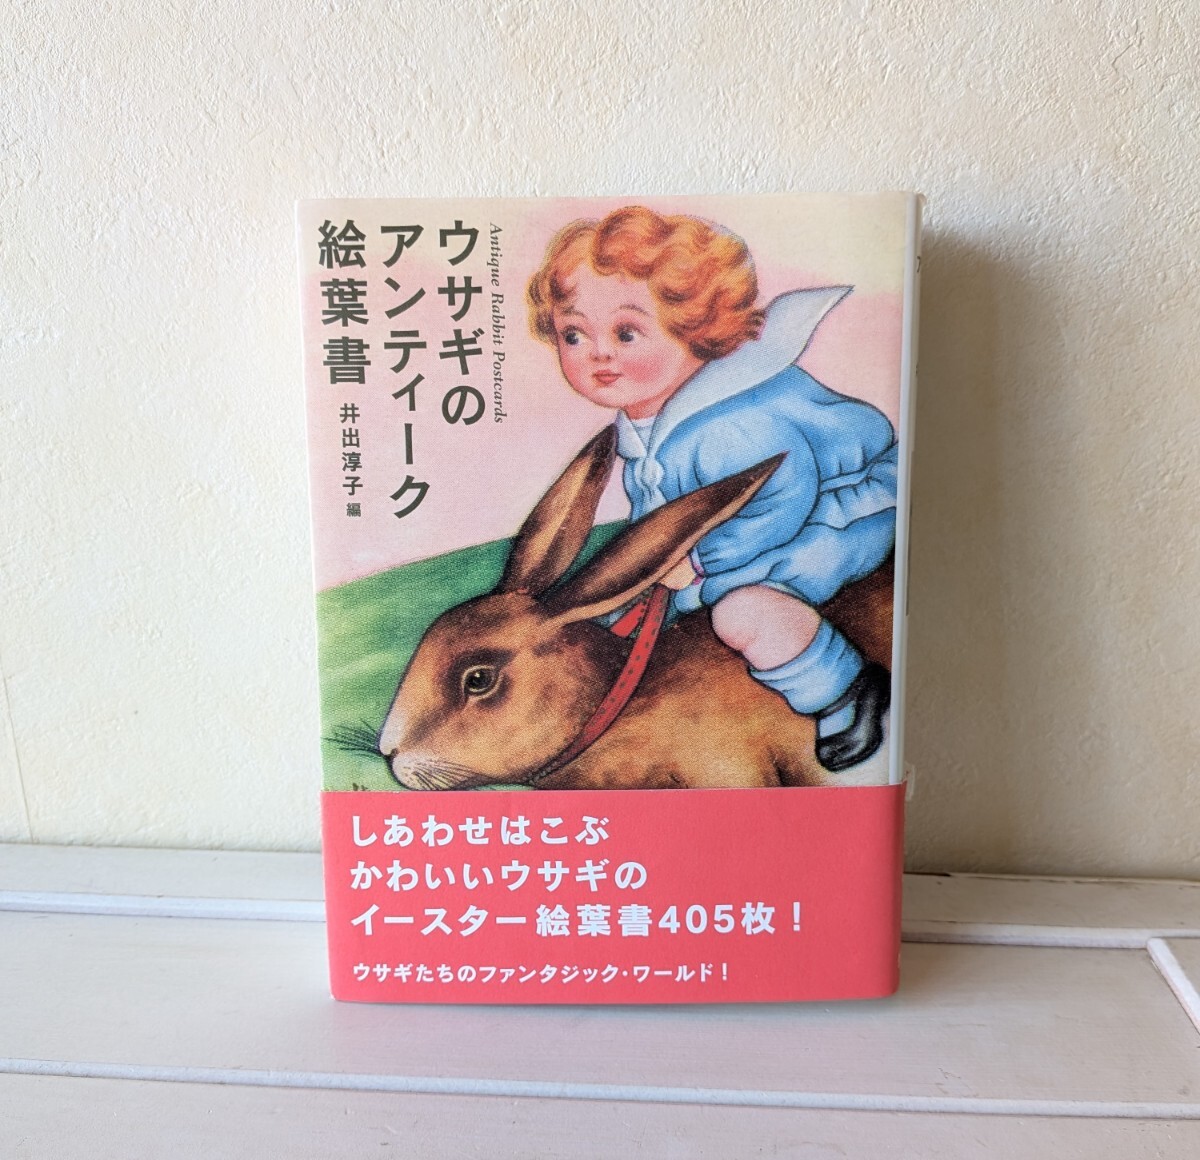 Antique Rabbit Postcards
ウサギの
アンティーク
絵葉書
井出淳子 編
しあわせはこぶ
かわいいウサギの
イースター絵葉書405枚！
ウサギたちのファンタジック・ワールド！